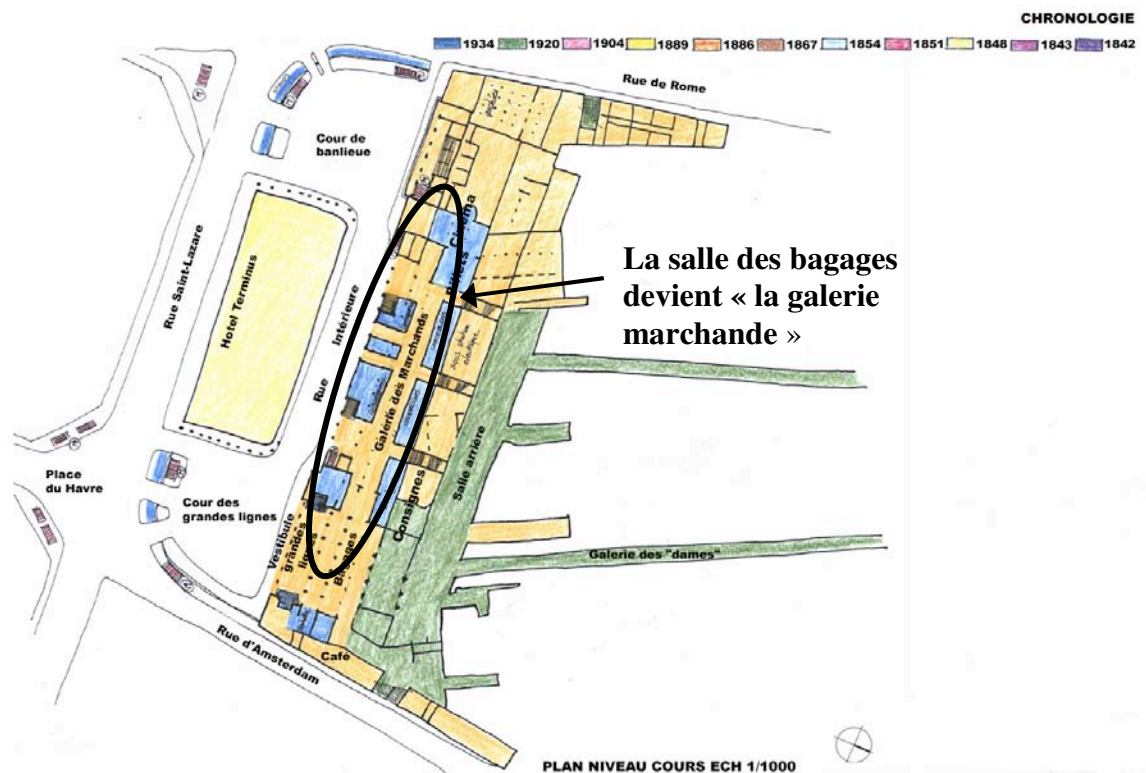 CHRONOLOGIE
1934 1920 1904 1889 1886 1867 1854 1851 1848 1843 1842
Rue de Rome
Cour de
banlieue
Rue Saint-Lazare
Hotel Terminus
Rue Intérieure
Cinéma
Billets
La salle des bagages
devient « la galerie
marchande »
Galerie des Marchands
Salle arrière
Consignes
Place
du Havre
Cour des
grandes lignes
Vestibule
grandes
lignes
Bagages
Galerie des "dames"
Rue d'Amsterdam
Café
PLAN NIVEAU COURS ECH 1/1000